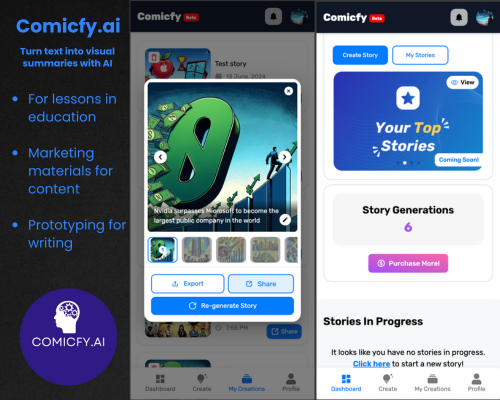 Comicfy.ai
Turn text into visual
summaries with AI
For lessons in
education
Marketing
materials for
content
Prototyping for
writing
COMICFY.AI
Comicfy
Beta
Test story
13 June, 2024
Nvidia surpasses Microsoft to become the
largest public company in the world
Export
Share
Re-generate Story
7:55 PM
Share
Dashboard
Create
My Creations
Profile
Comicfy
Beta
Create Story
My Stories
View
Your Top
Stories
Coming Soon!
Story Generations
6
Purchase More!
Stories In Progress
It looks like you have no stories in progress.
Click here to start a new story!
Dashboard
Create
My Creations
Profile